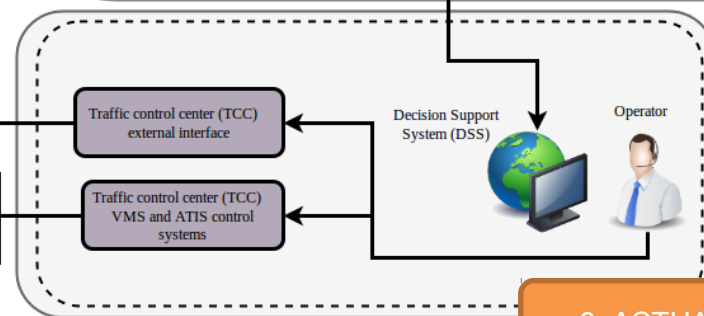 Traffic control center (TCC)
external interface
Decision Support
System (DSS)
Operator
Traffic control center (TCC)
VMS and ATIS control
systems